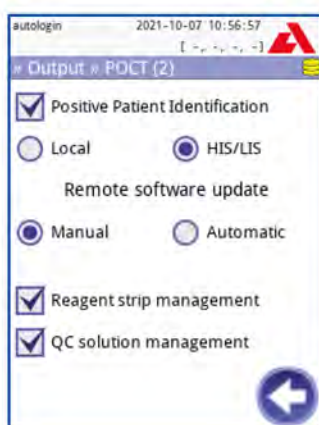 autologin 2021-10-07 10:56:57
[ -, -, -, -]
» Output » POCT (2)
Positive Patient Identification
Local HIS/LIS
Remote software update
Manual Automatic
Reagent strip management
QC solution management